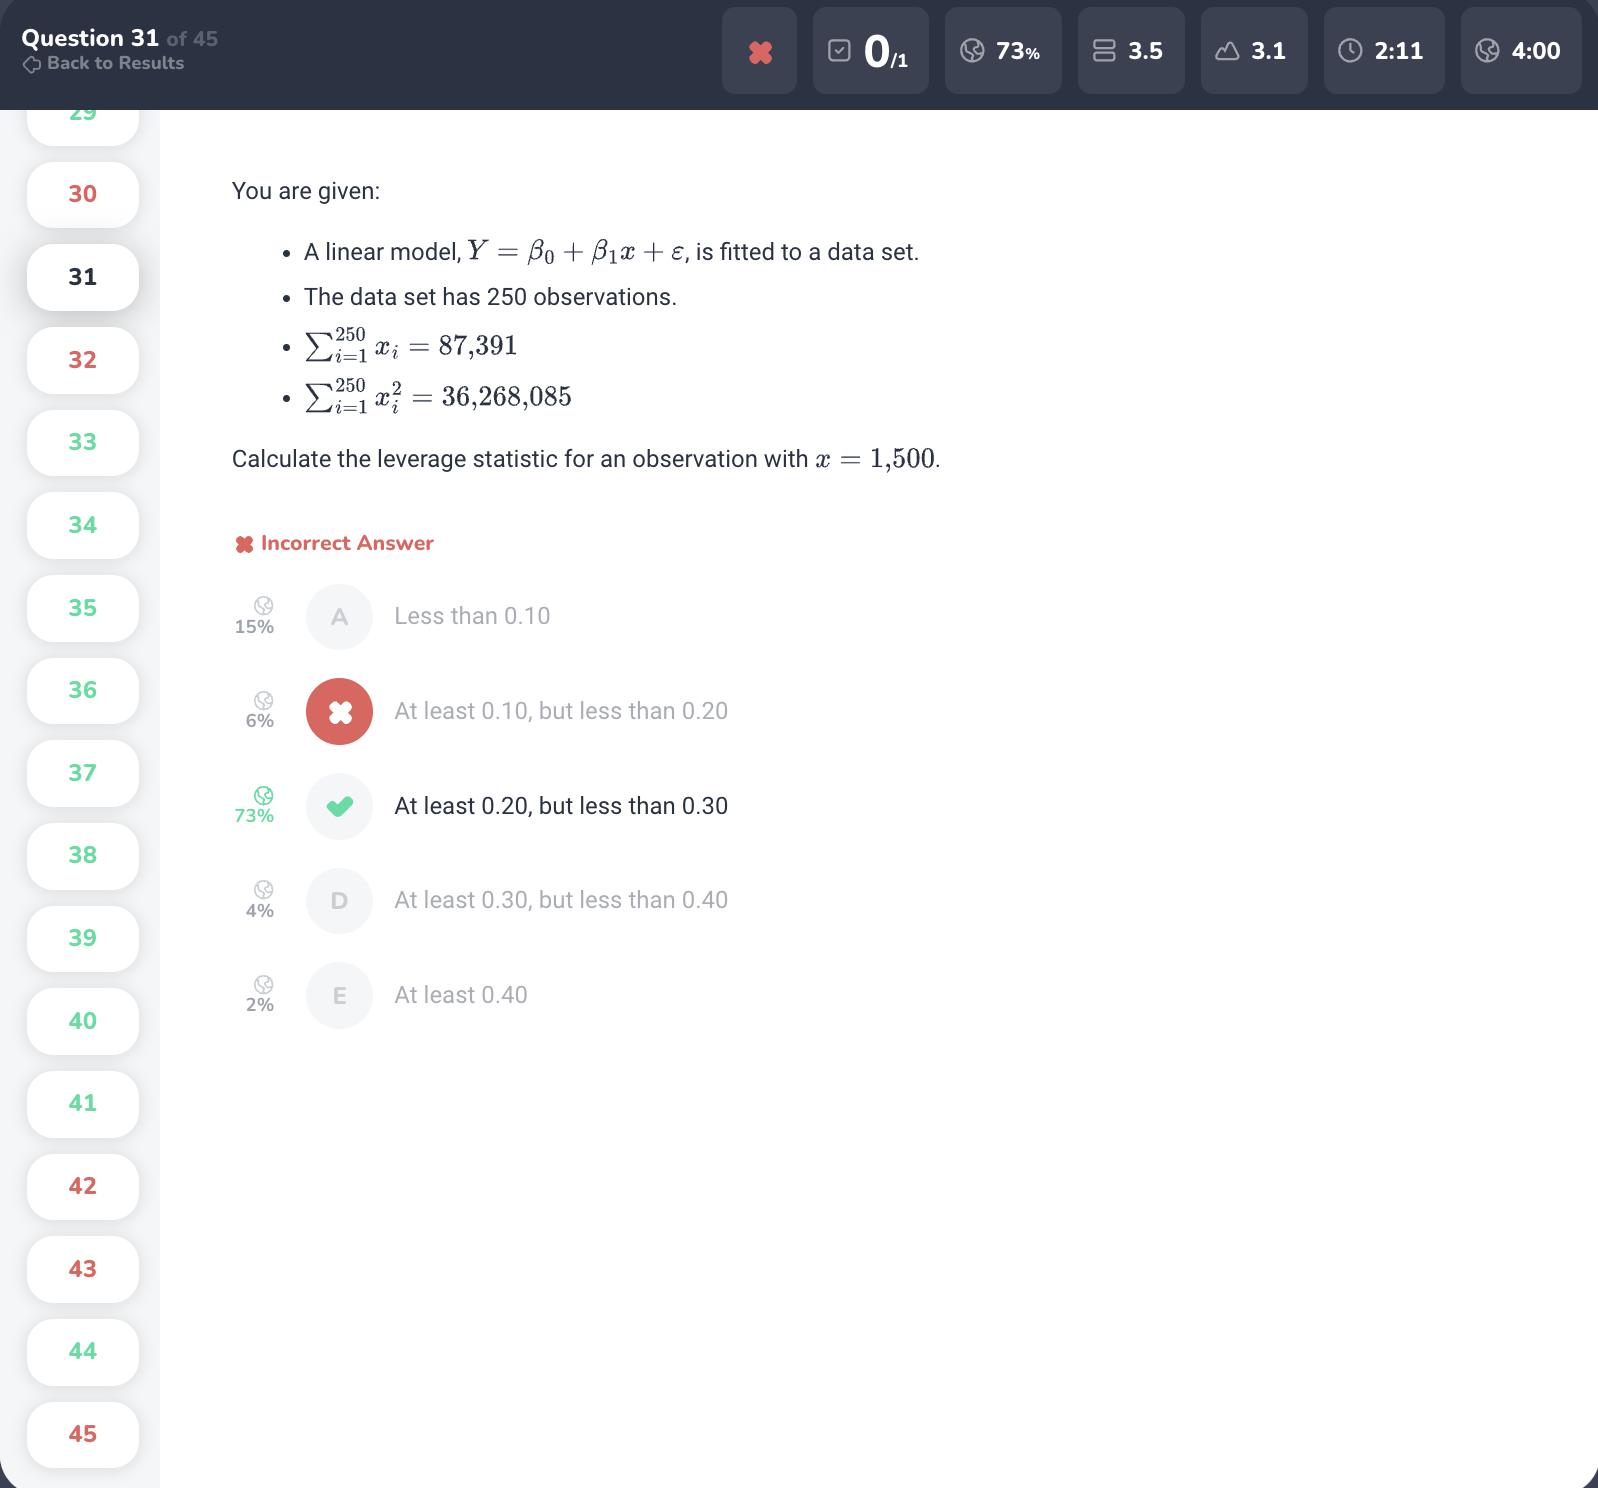 Question 31 of 45
Back to Results
0/1
73%
3.5
3.1
2:11
4:00
29
30
31
32
33
34
35
36
37
38
39
40
41
42
43
44
45
You are given:
• A linear model, Y = β₀ + β₁x + ε, is fitted to a data set.
• The data set has 250 observations.
• ∑_{i=1}^{250} x_i = 87,391
• ∑_{i=1}^{250} x_i^2 = 36,268,085
Calculate the leverage statistic for an observation with x = 1,500.
Incorrect Answer
15% A Less than 0.10
6% At least 0.10, but less than 0.20
73% At least 0.20, but less than 0.30
4% D At least 0.30, but less than 0.40
2% E At least 0.40